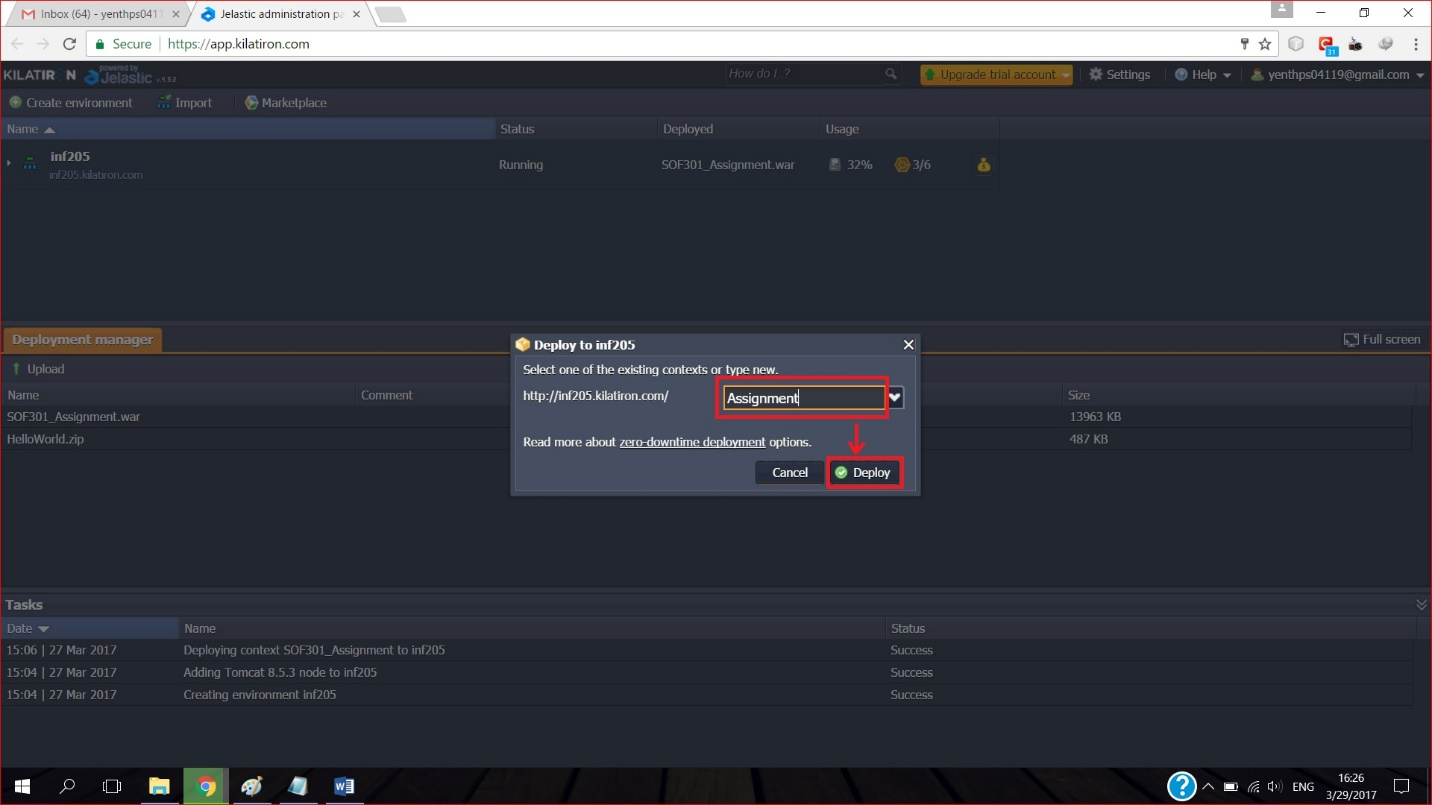 Inbox (64) - yenthps0411
Jelastic administration pa
Secure https://app.kilatiron.com
31
KILATIRON powered by Jelastic
How do I ..?
Upgrade trial account
Settings
Help
yenthps04119@gmail.com
Create environment
Import
Marketplace
Name Status Deployed Usage
inf205 Running SOF301_Assignment.war 32% 3/6
inf205.kilatiron.com
Deployment manager
Full screen
Upload
Name Comment Size
SOF301_Assignment.war 13963 KB
HelloWorld.zip 487 KB
Deploy to inf205
Select one of the existing contexts or type new.
http://inf205.kilatiron.com/ Assignment
Read more about zero-downtime deployment options.
Cancel Deploy
Tasks
Date Name Status
15:06 | 27 Mar 2017 Deploying context SOF301_Assignment to inf205 Success
15:04 | 27 Mar 2017 Adding Tomcat 8.5.3 node to inf205 Success
15:04 | 27 Mar 2017 Creating environment inf205 Success
ENG
16:26
3/29/2017